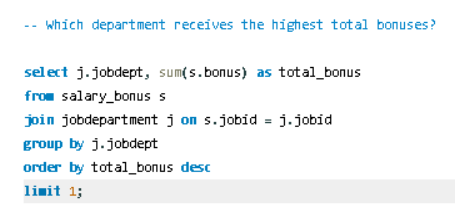 -- Which department receives the highest total bonuses?
select j.jobdept, sum(s.bonus) as total_bonus
from salary_bonus s
join jobdepartment j on s.jobid = j.jobid
group by j.jobdept
order by total_bonus desc
limit 1;